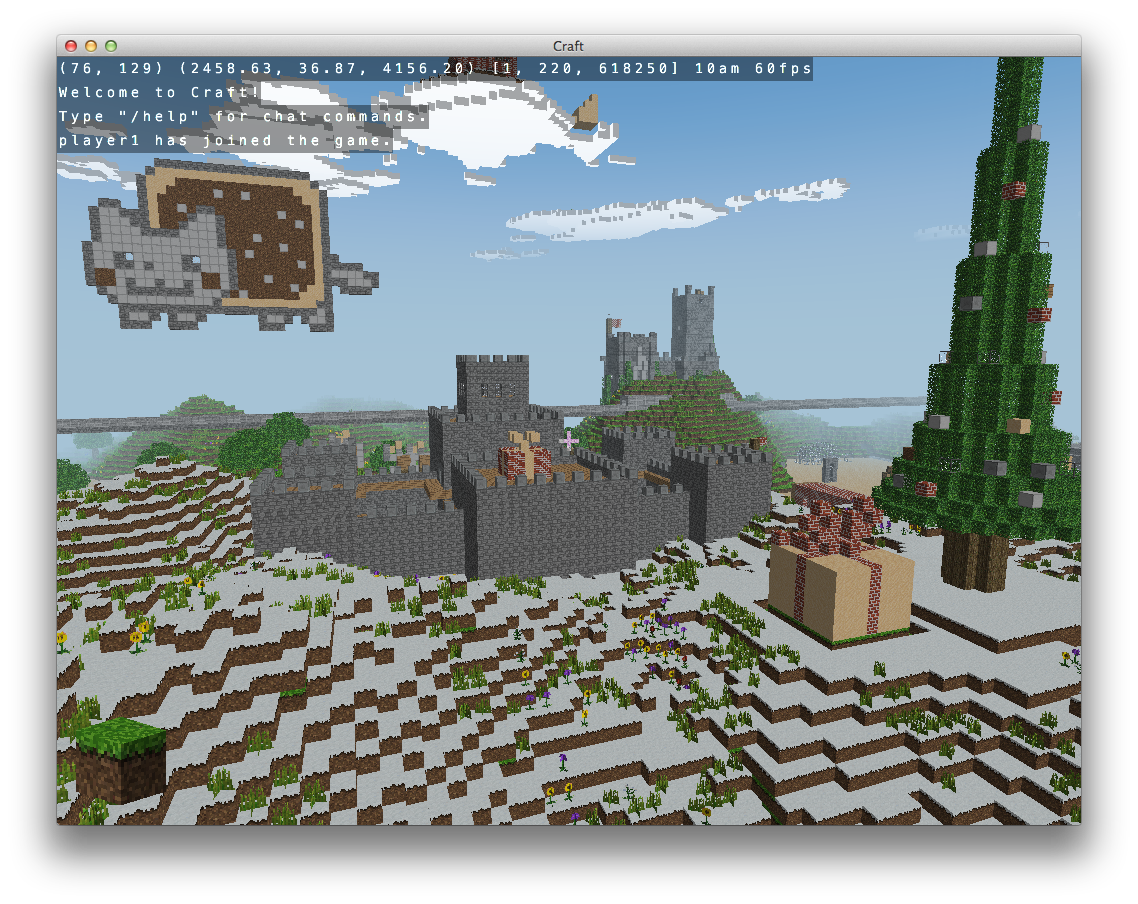 Craft
(76, 129) (2458.63, 36.87, 4156.20) [1, 220, 618250] 10am 60fps
Welcome to Craft!
Type "/help" for chat commands.
player1 has joined the game.